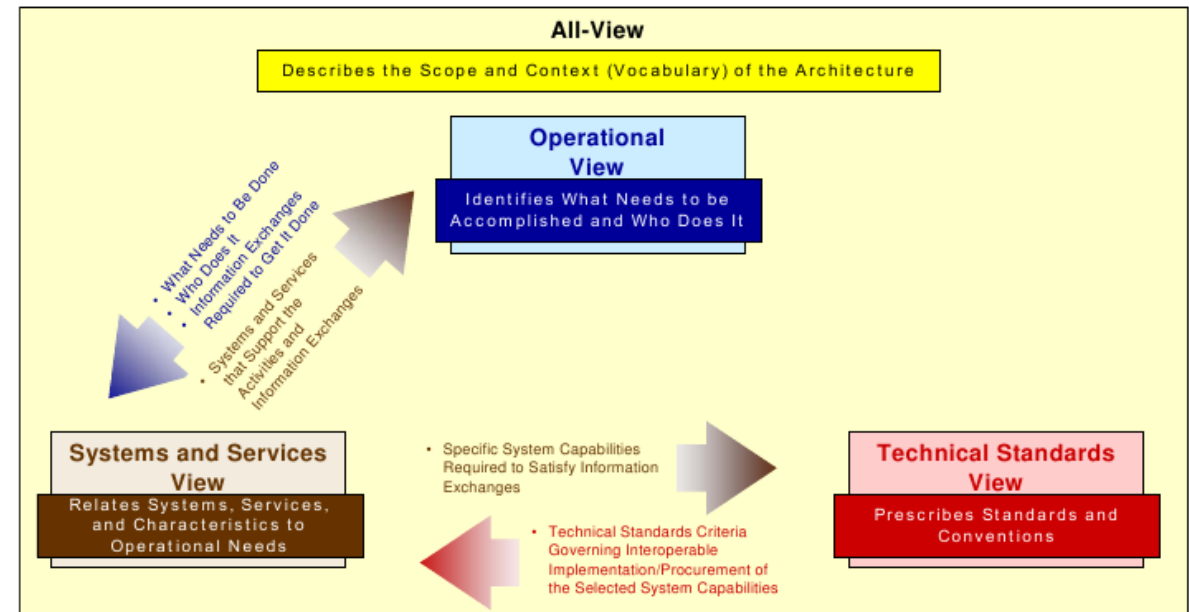 All-View
Describes the Scope and Context (Vocabulary) of the Architecture
Operational
View
Identifies What Needs to be
Accomplished and Who Does It
• What Needs to Be Done
• Who Does It
• Information Exchanges
Required to Get It Done
• Systems and Services
that Support the
Activities and
Information Exchanges
Systems and Services
View
Relates Systems, Services,
and Characteristics to
Operational Needs
• Specific System Capabilities
Required to Satisfy Information
Exchanges
• Technical Standards Criteria
Governing Interoperable
Implementation/Procurement of
the Selected System Capabilities
Technical Standards
View
Prescribes Standards and
Conventions